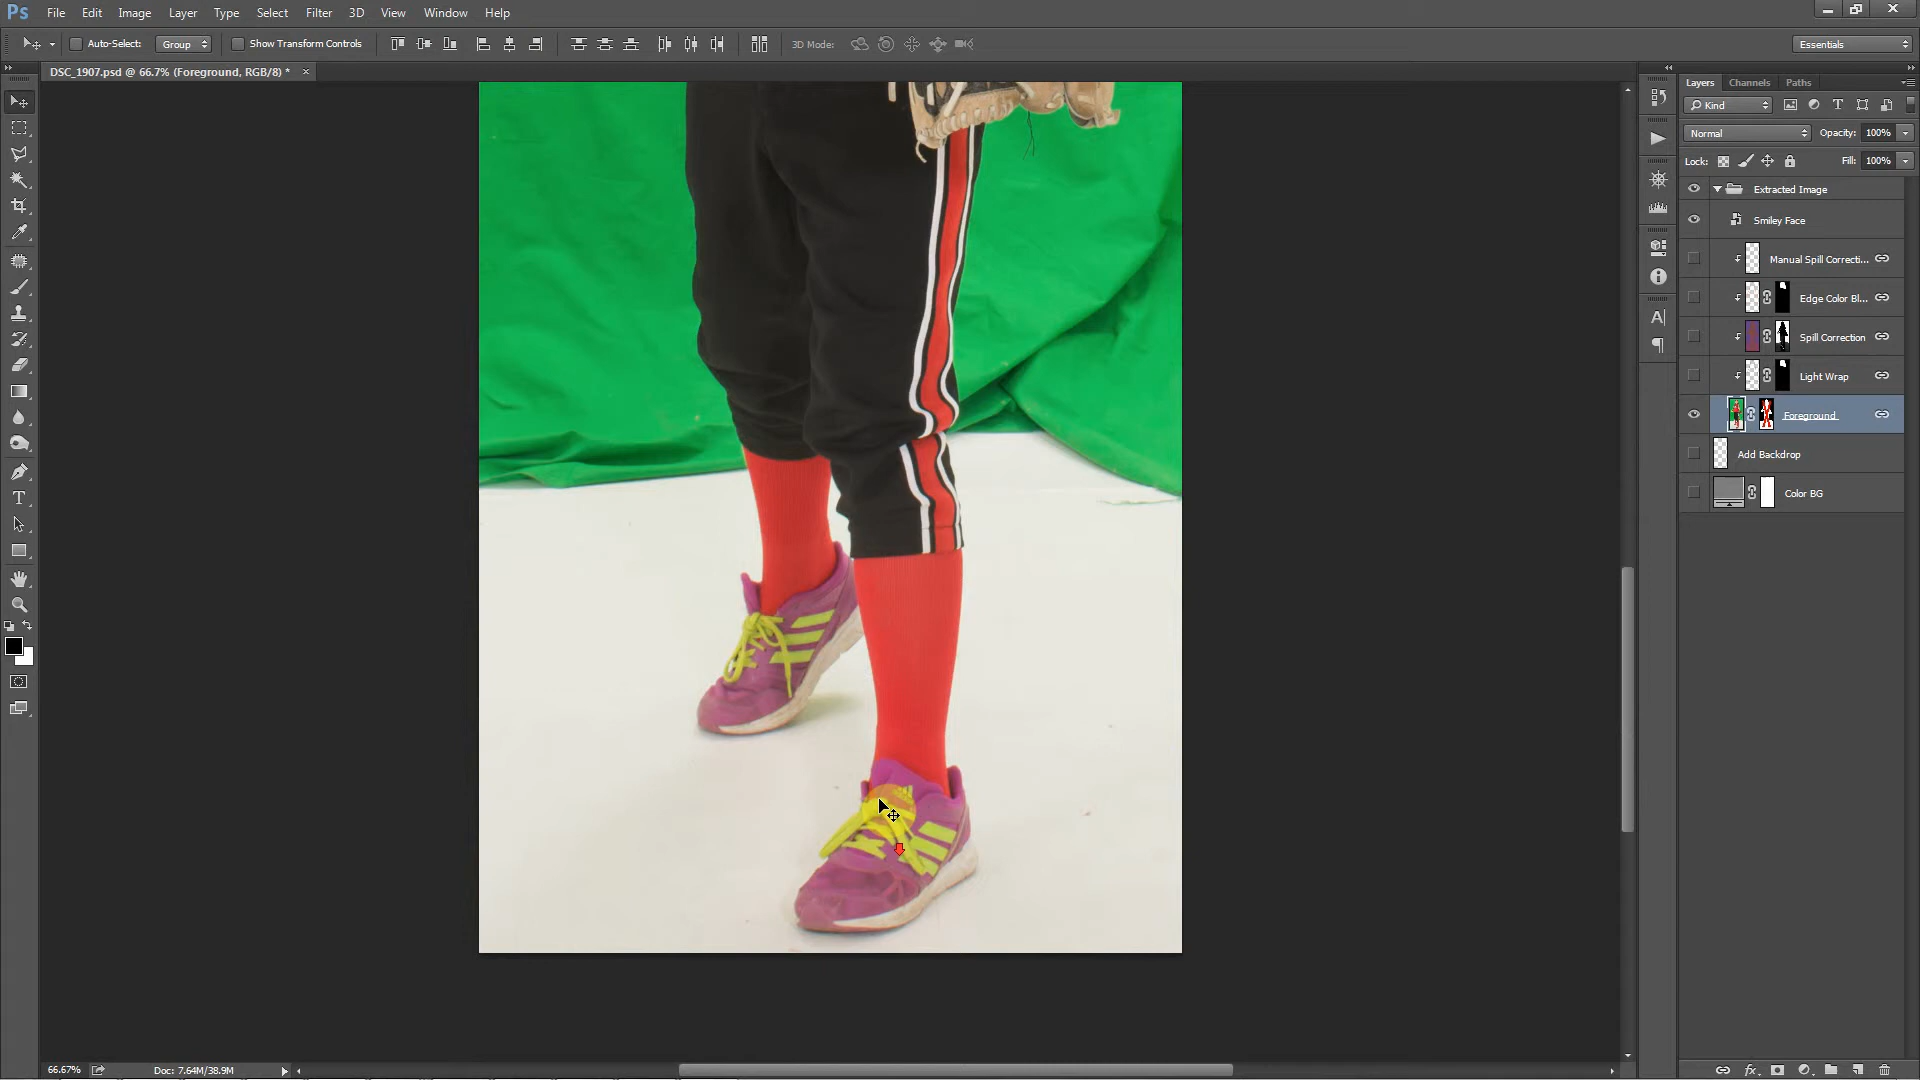 Ps File Edit Image Layer Type Select Filter 3D View Window Help
Auto-Select: Group Show Transform Controls 3D Mode: Essentials
DSC_1907.psd @ 66.7% (Foreground, RGB/8) * ×
Layers Channels Paths
Kind T
Normal Opacity: 100%
Lock: Fill: 100%
Extracted Image
Smiley Face
Manual Spill Correcti...
Edge Color Bl...
Spill Correction
Light Wrap
Foreground
Add Backdrop
Color BG
T
A
66.67% Doc: 7.64M/38.9M
fx